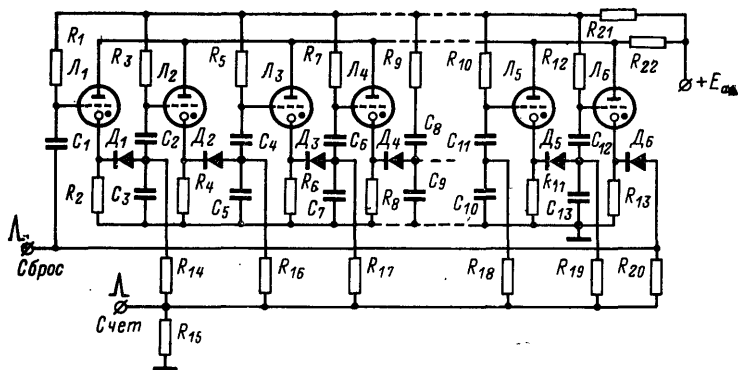 R21
R1 R3 R5 R7 R9 R10 R12 R22
Л1 Л2 Л3 Л4 Л5 Л6
C8
C1 Д1 C2 Д2 C4 Д3 C6 Д4 C11 Д5 C12 Д6
R2 C3 R4 C5 R6 C7 R8 C9 C10 R11 C13 R13
Сброс
R14 R16 R17 R18 R19 R20
Счет
R15